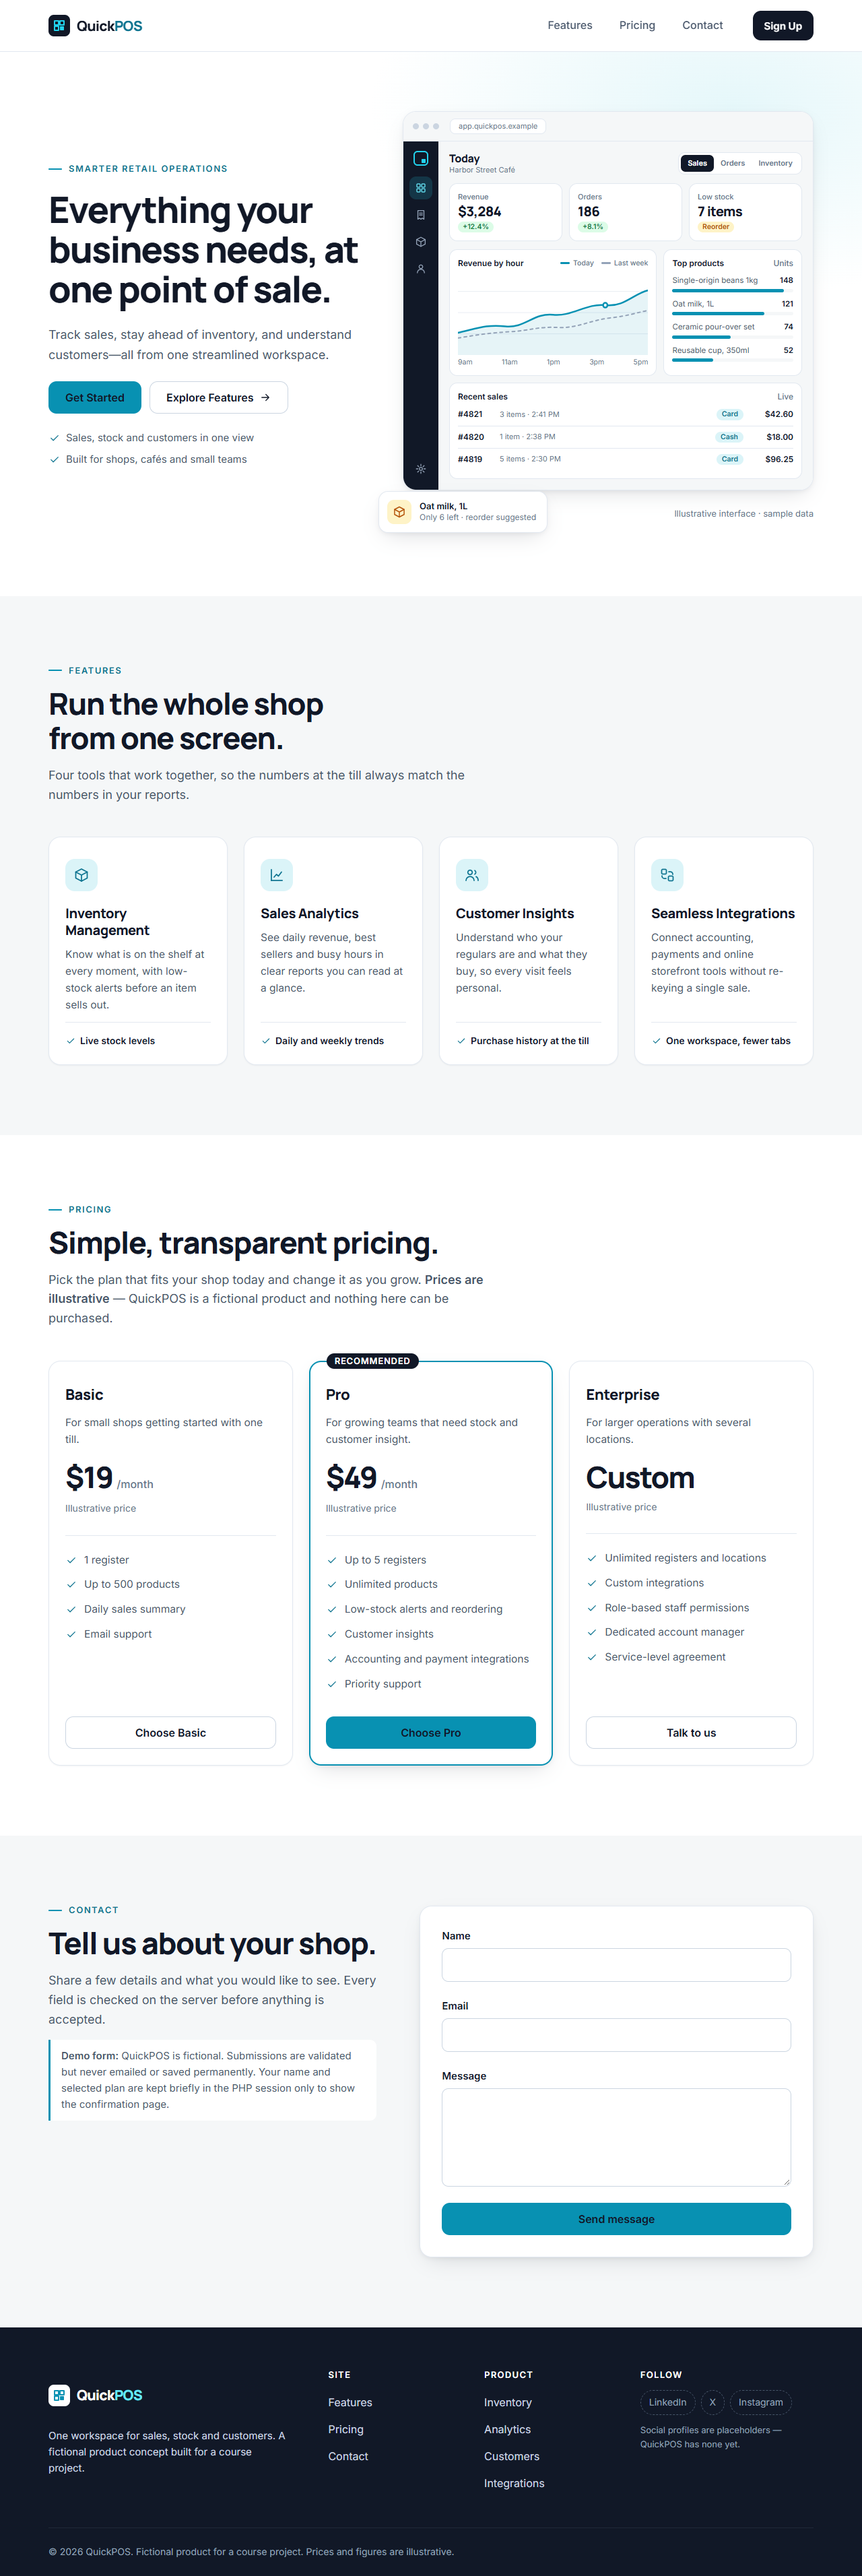 QuickPOS
Features
Pricing
Contact
Sign Up
SMARTER RETAIL OPERATIONS
Everything your
business needs, at
one point of sale.
Track sales, stay ahead of inventory, and understand
customers—all from one streamlined workspace.
Get Started
Explore Features →
Sales, stock and customers in one view
Built for shops, cafés and small teams
app.quickpos.example
Today
Harbor Street Café
Sales
Orders
Inventory
Revenue
$3,284
+12.4%
Orders
186
+8.1%
Low stock
7 items
Reorder
Revenue by hour
Today
Last week
9am
11am
1pm
3pm
5pm
Top products
Units
Single-origin beans 1kg
148
Oat milk, 1L
121
Ceramic pour-over set
74
Reusable cup, 350ml
52
Recent sales
Live
#4821 3 items · 2:41 PM Card $42.60
#4820 1 item · 2:38 PM Cash $18.00
#4819 5 items · 2:30 PM Card $96.25
Oat milk, 1L
Only 6 left · reorder suggested
Illustrative interface · sample data
FEATURES
Run the whole shop
from one screen.
Four tools that work together, so the numbers at the till always match the
numbers in your reports.
Inventory
Management
Know what is on the shelf at
every moment, with low-
stock alerts before an item
sells out.
Live stock levels
Sales Analytics
See daily revenue, best
sellers and busy hours in
clear reports you can read at
a glance.
Daily and weekly trends
Customer Insights
Understand who your
regulars are and what they
buy, so every visit feels
personal.
Purchase history at the till
Seamless Integrations
Connect accounting,
payments and online
storefront tools without re-
keying a single sale.
One workspace, fewer tabs
PRICING
Simple, transparent pricing.
Pick the plan that fits your shop today and change it as you grow. Prices are
illustrative — QuickPOS is a fictional product and nothing here can be
purchased.
Basic
For small shops getting started with one
till.
$19 /month
Illustrative price
1 register
Up to 500 products
Daily sales summary
Email support
Choose Basic
RECOMMENDED
Pro
For growing teams that need stock and
customer insight.
$49 /month
Illustrative price
Up to 5 registers
Unlimited products
Low-stock alerts and reordering
Customer insights
Accounting and payment integrations
Priority support
Choose Pro
Enterprise
For larger operations with several
locations.
Custom
Illustrative price
Unlimited registers and locations
Custom integrations
Role-based staff permissions
Dedicated account manager
Service-level agreement
Talk to us
CONTACT
Tell us about your shop.
Share a few details and what you would like to see. Every
field is checked on the server before anything is
accepted.
Demo form: QuickPOS is fictional. Submissions are validated
but never emailed or saved permanently. Your name and
selected plan are kept briefly in the PHP session only to show
the confirmation page.
Name
Email
Message
Send message
QuickPOS
One workspace for sales, stock and customers. A
fictional product concept built for a course
project.
SITE
Features
Pricing
Contact
PRODUCT
Inventory
Analytics
Customers
Integrations
FOLLOW
LinkedIn
X
Instagram
Social profiles are placeholders —
QuickPOS has none yet.
© 2026 QuickPOS. Fictional product for a course project. Prices and figures are illustrative.